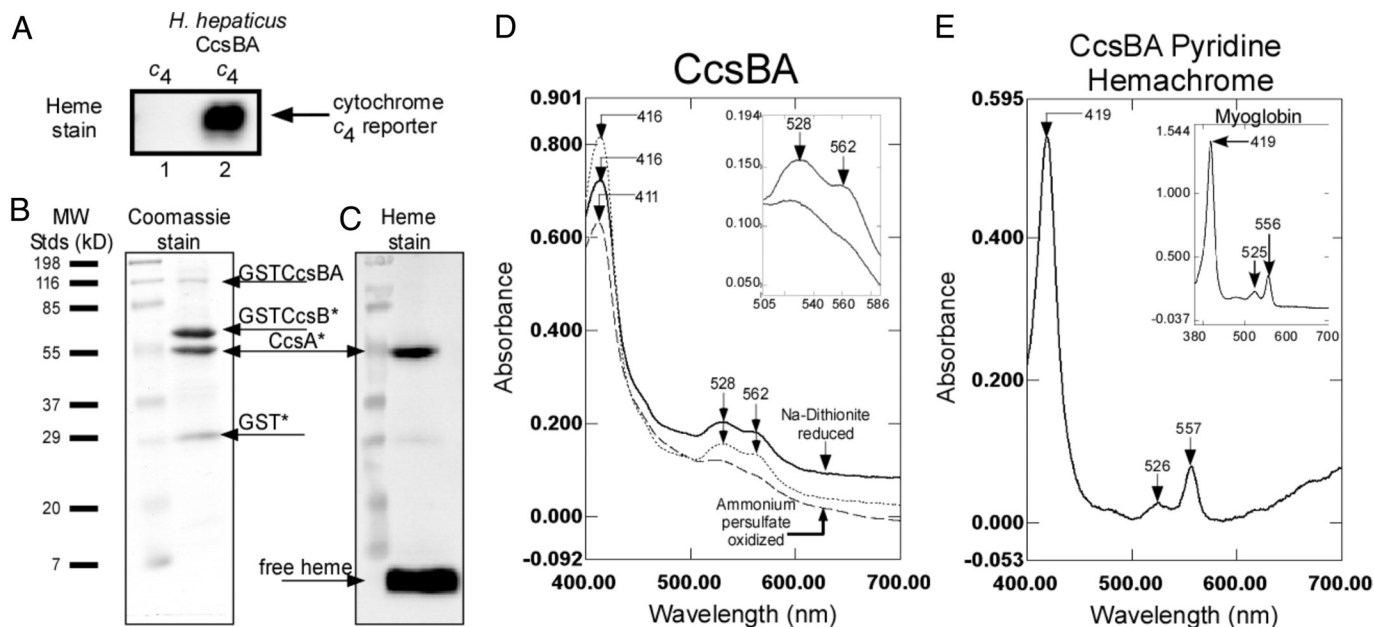 A
H. hepaticus
CcsBA
c4
c4
Heme
stain
cytochrome
c4 reporter
1
2
B
MW
Stds (kD)
Coomassie
stain
198
116
85
55
37
29
20
7
GSTCcsBA
GSTCcsB*
CcsA*
GST*
free heme
C
Heme
stain
D
CcsBA
Absorbance
0.901
0.800
0.600
0.400
0.200
0.000
-0.092
400.00
500.00
600.00
700.00
Wavelength (nm)
416
416
411
528
562
Na-Dithionite
reduced
Ammonium
persulfate
oxidized
0.194
0.150
0.100
0.050
505
540
560
586
528
562
E
CcsBA Pyridine
Hemachrome
Absorbance
0.595
0.400
0.200
0.000
-0.053
400.00
500.00
600.00
700.00
Wavelength (nm)
419
526
557
Myoglobin
1.544
1.000
0.500
-0.037
380
500
600
700
419
525
556